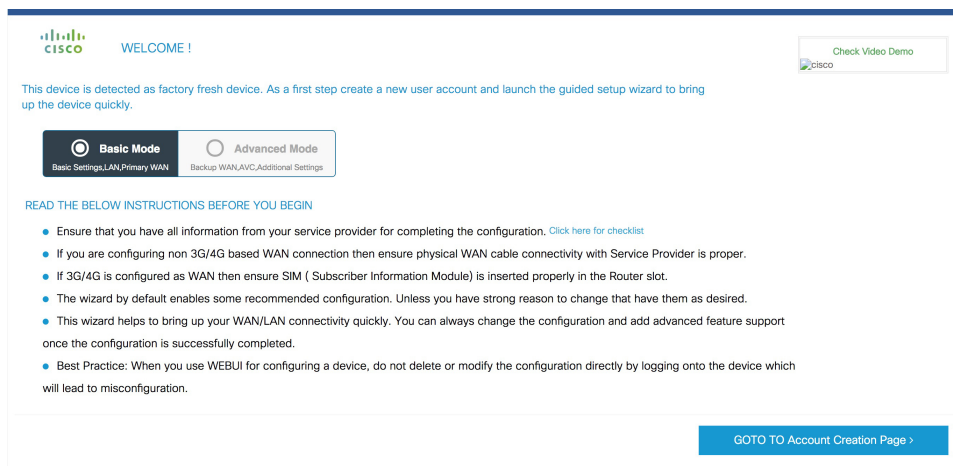 CISCO
WELCOME !
Check Video Demo
cisco
This device is detected as factory fresh device. As a first step create a new user account and launch the guided setup wizard to bring
up the device quickly.
Basic Mode
Basic Settings,LAN,Primary WAN
Advanced Mode
Backup WAN,AVC,Additional Settings
READ THE BELOW INSTRUCTIONS BEFORE YOU BEGIN
Ensure that you have all information from your service provider for completing the configuration. Click here for checklist
If you are configuring non 3G/4G based WAN connection then ensure physical WAN cable connectivity with Service Provider is proper.
If 3G/4G is configured as WAN then ensure SIM ( Subscriber Information Module) is inserted properly in the Router slot.
The wizard by default enables some recommended configuration. Unless you have strong reason to change that have them as desired.
This wizard helps to bring up your WAN/LAN connectivity quickly. You can always change the configuration and add advanced feature support
once the configuration is successfully completed.
Best Practice: When you use WEBUI for configuring a device, do not delete or modify the configuration directly by logging onto the device which
will lead to misconfiguration.
GOTO TO Account Creation Page >